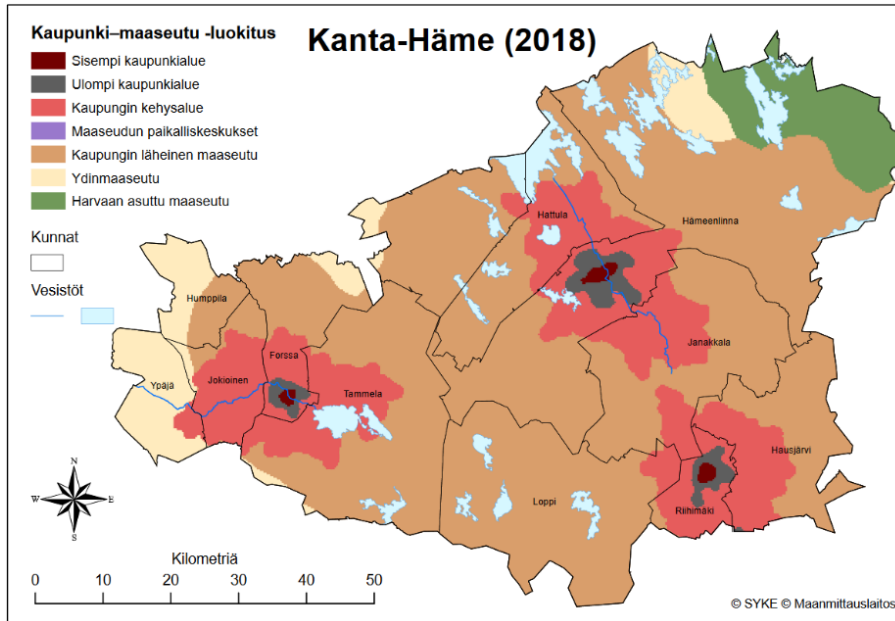 Kanta-Häme (2018)
Kaupunki–maaseutu -luokitus
Sisempi kaupunkialue
Ulompi kaupunkialue
Kaupungin kehysalue
Maaseudun paikalliskeskukset
Kaupungin läheinen maaseutu
Ydinmaaseutu
Harvaan asuttu maaseutu
Kunnat
Vesistöt
Hattula
Hämeenlinna
Humppila
Janakkala
Forssa
Ypäjä
Jokioinen
Tammela
Hausjärvi
Loppi
Riihimäki
N
W
E
S
Kilometriä
0 10 20 30 40 50
© SYKE © Maanmittauslaitos